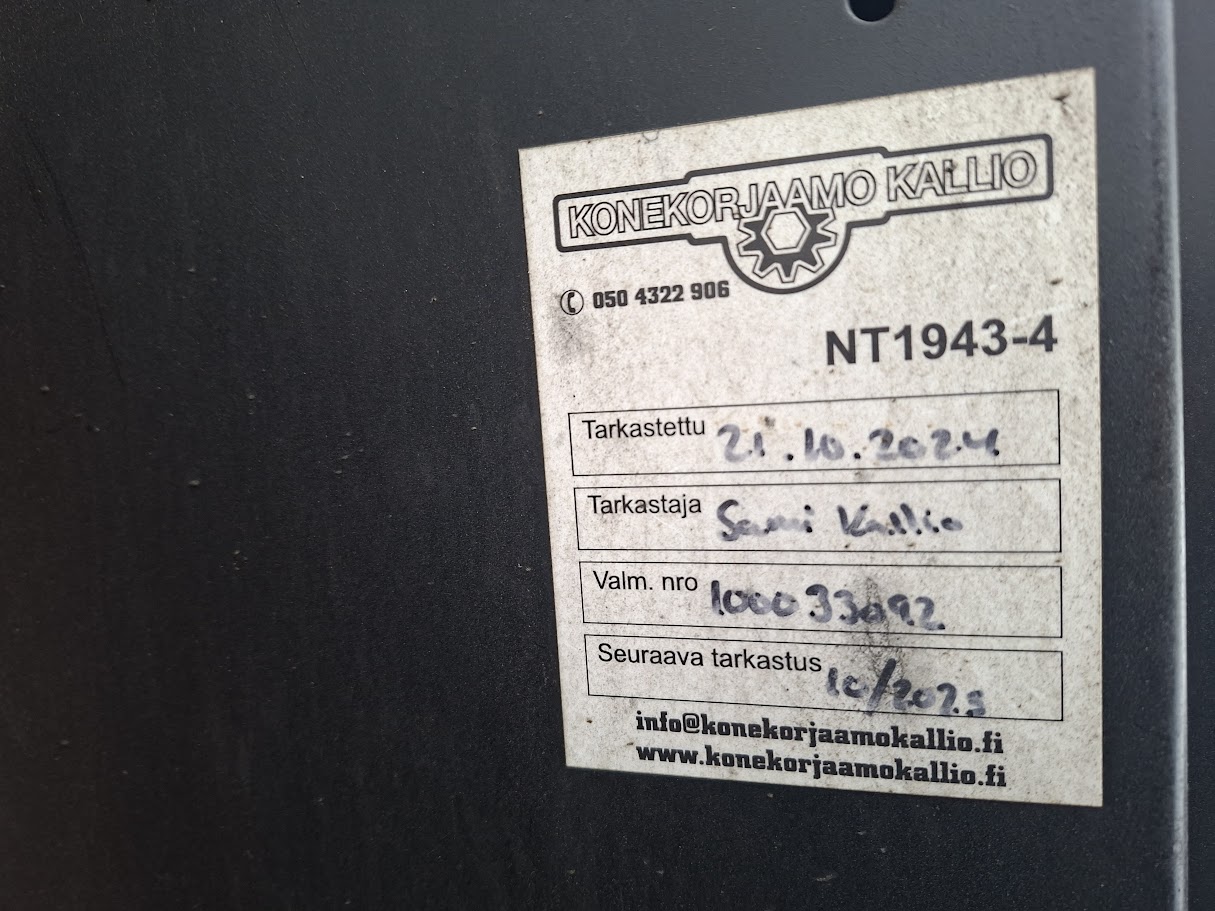 KONEKORJAAMO KALLIO
050 4322 906
NT1943-4
Tarkastettu 21.10.2024
Tarkastaja Sami Kallio
Valm. nro 100033092
Seuraava tarkastus 10/2025
info@konekorjaamokallio.fi
www.konekorjaamokallio.fi